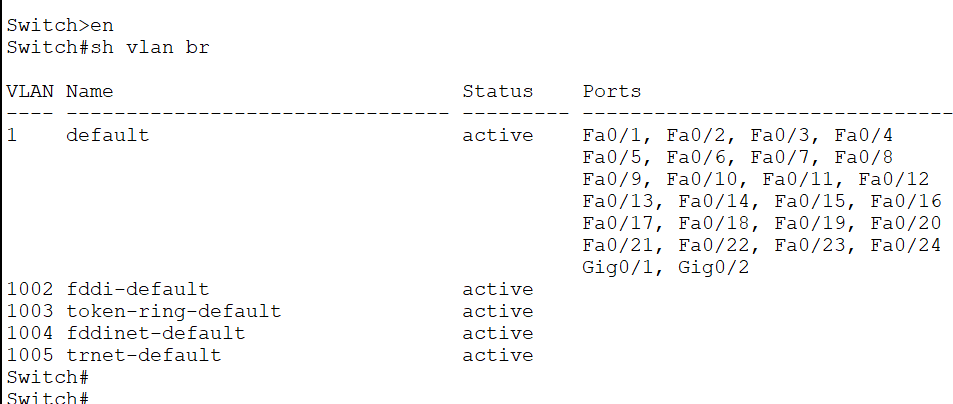 Switch>en
Switch#sh vlan br
VLAN Name                             Status    Ports
---- -------------------------------- --------- -------------------------------
1    default                          active    Fa0/1, Fa0/2, Fa0/3, Fa0/4
                                                Fa0/5, Fa0/6, Fa0/7, Fa0/8
                                                Fa0/9, Fa0/10, Fa0/11, Fa0/12
                                                Fa0/13, Fa0/14, Fa0/15, Fa0/16
                                                Fa0/17, Fa0/18, Fa0/19, Fa0/20
                                                Fa0/21, Fa0/22, Fa0/23, Fa0/24
                                                Gig0/1, Gig0/2
1002 fddi-default                     active
1003 token-ring-default               active
1004 fddinet-default                  active
1005 trnet-default                    active
Switch#
Switch#